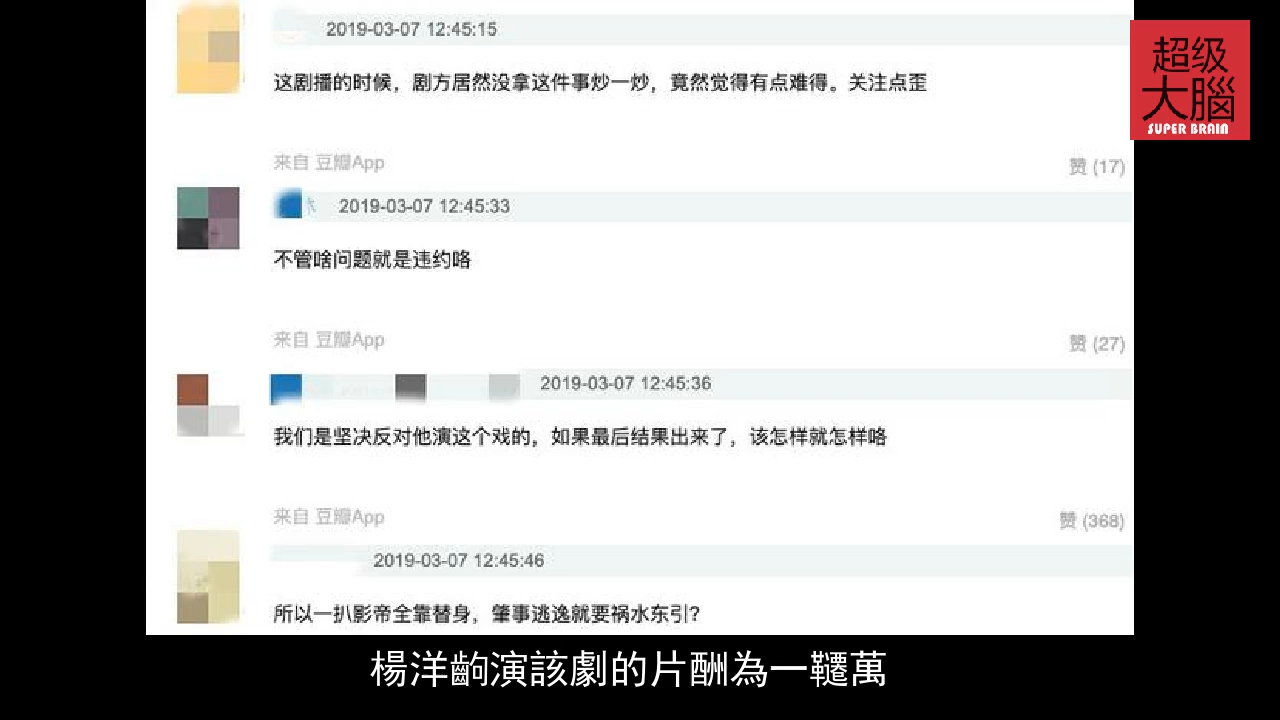 2019-03-07 12:45:15
超级
大腦
SUPER BRAIN
这剧播的时候，剧方居然没拿这件事炒一炒，竟然觉得有点难得。关注点歪
来自 豆瓣App
赞 (17)
2019-03-07 12:45:33
不管啥问题就是违约咯
来自 豆瓣App
赞 (27)
2019-03-07 12:45:36
我们是坚决反对他演这个戏的，如果最后结果出来了，该怎样就怎样咯
来自 豆瓣App
赞 (368)
2019-03-07 12:45:46
所以一扒影帝全靠替身，肇事逃逸就要祸水东引?
楊洋齣演該劇的片酬為一韆萬